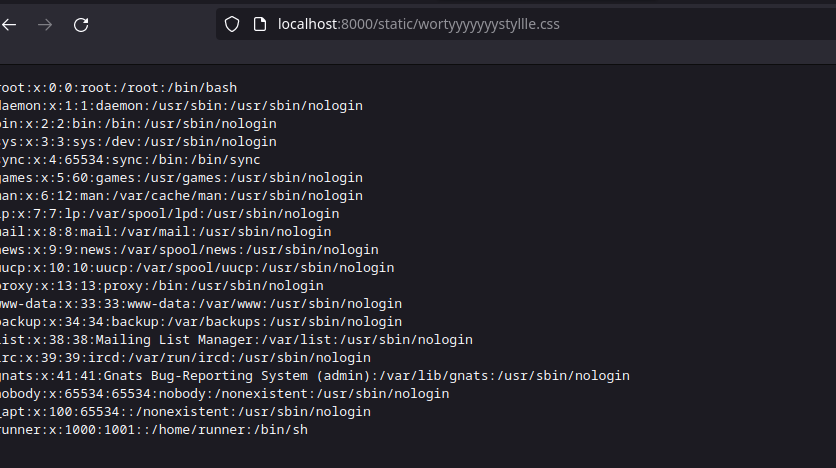 localhost:8000/static/wortyyyyyyystyllle.css
root:x:0:0:root:/root:/bin/bash
daemon:x:1:1:daemon:/usr/sbin:/usr/sbin/nologin
bin:x:2:2:bin:/bin:/usr/sbin/nologin
sys:x:3:3:sys:/dev:/usr/sbin/nologin
sync:x:4:65534:sync:/bin:/bin/sync
games:x:5:60:games:/usr/games:/usr/sbin/nologin
man:x:6:12:man:/var/cache/man:/usr/sbin/nologin
lp:x:7:7:lp:/var/spool/lpd:/usr/sbin/nologin
mail:x:8:8:mail:/var/mail:/usr/sbin/nologin
news:x:9:9:news:/var/spool/news:/usr/sbin/nologin
uucp:x:10:10:uucp:/var/spool/uucp:/usr/sbin/nologin
proxy:x:13:13:proxy:/bin:/usr/sbin/nologin
www-data:x:33:33:www-data:/var/www:/usr/sbin/nologin
backup:x:34:34:backup:/var/backups:/usr/sbin/nologin
list:x:38:38:Mailing List Manager:/var/list:/usr/sbin/nologin
irc:x:39:39:ircd:/var/run/ircd:/usr/sbin/nologin
gnats:x:41:41:Gnats Bug-Reporting System (admin):/var/lib/gnats:/usr/sbin/nologin
nobody:x:65534:65534:nobody:/nonexistent:/usr/sbin/nologin
_apt:x:100:65534::/nonexistent:/usr/sbin/nologin
runner:x:1000:1001::/home/runner:/bin/sh